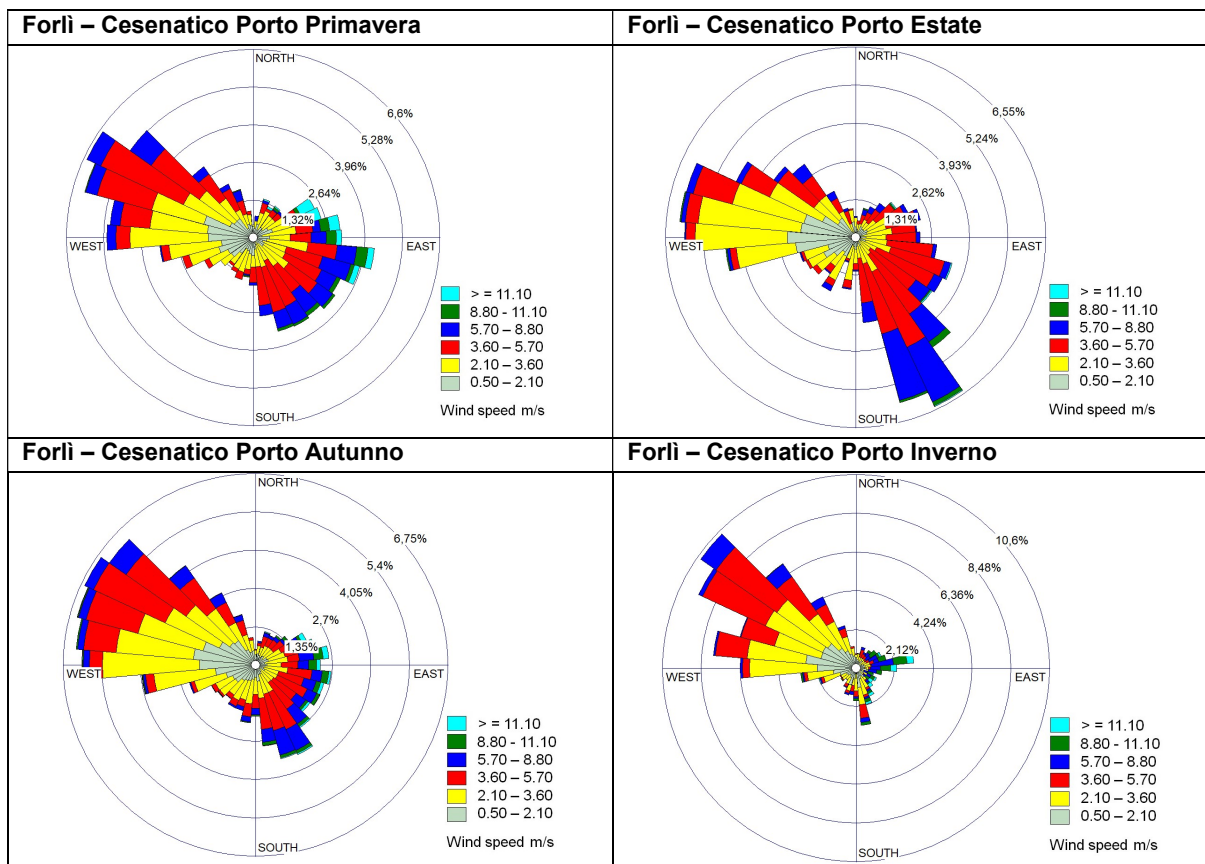 Forlì – Cesenatico Porto Primavera
NORTH
6,6%
5,28%
3,96%
2,64%
1,32%
WEST
EAST
SOUTH
> = 11.10
8.80 - 11.10
5.70 – 8.80
3.60 – 5.70
2.10 – 3.60
0.50 – 2.10
Wind speed m/s
Forlì – Cesenatico Porto Estate
NORTH
6,55%
5,24%
3,93%
2,62%
1,31%
WEST
EAST
SOUTH
> = 11.10
8.80 - 11.10
5.70 – 8.80
3.60 – 5.70
2.10 – 3.60
0.50 – 2.10
Wind speed m/s
Forlì – Cesenatico Porto Autunno
NORTH
6,75%
5,4%
4,05%
2,7%
1,35%
WEST
EAST
SOUTH
> = 11.10
8.80 - 11.10
5.70 – 8.80
3.60 – 5.70
2.10 – 3.60
0.50 – 2.10
Wind speed m/s
Forlì – Cesenatico Porto Inverno
NORTH
10,6%
8,48%
6,36%
4,24%
2,12%
WEST
EAST
SOUTH
> = 11.10
8.80 - 11.10
5.70 – 8.80
3.60 – 5.70
2.10 – 3.60
0.50 – 2.10
Wind speed m/s